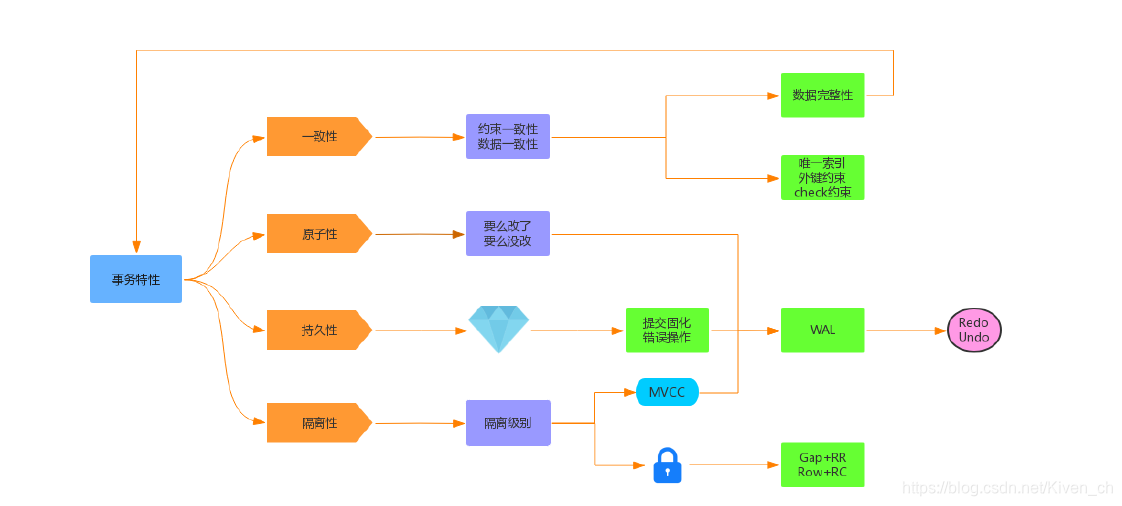 数据完整性
一致性
约束一致性
数据一致性
唯一索引
外键约束
check约束
原子性
要么改了
要么没改
事务特性
持久性
提交固化
错误操作
WAL
Redo
Undo
MVCC
隔离性
隔离级别
Gap+RR
Row+RC
https://blog.csdn.net/Kiven_ch